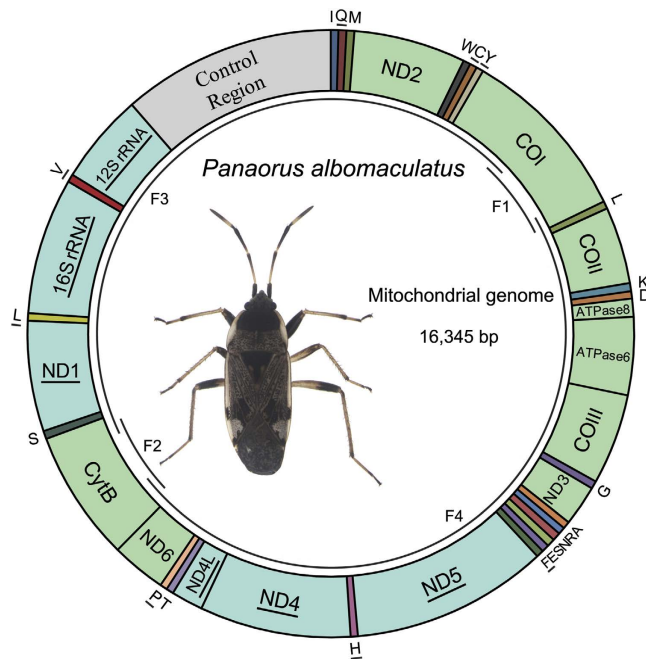 IQM
ND2
WCY
COI
L
COII
K
D
ATPase8
ATPase6
COIII
G
ND3
FESNRA
ND5
H
ND4
ND4L
PT
ND6
CytB
S
ND1
L
16S rRNA
V
12S rRNA
Control
Region
Panaorus albomaculatus
F3
F1
Mitochondrial genome
16,345 bp
F2
F4